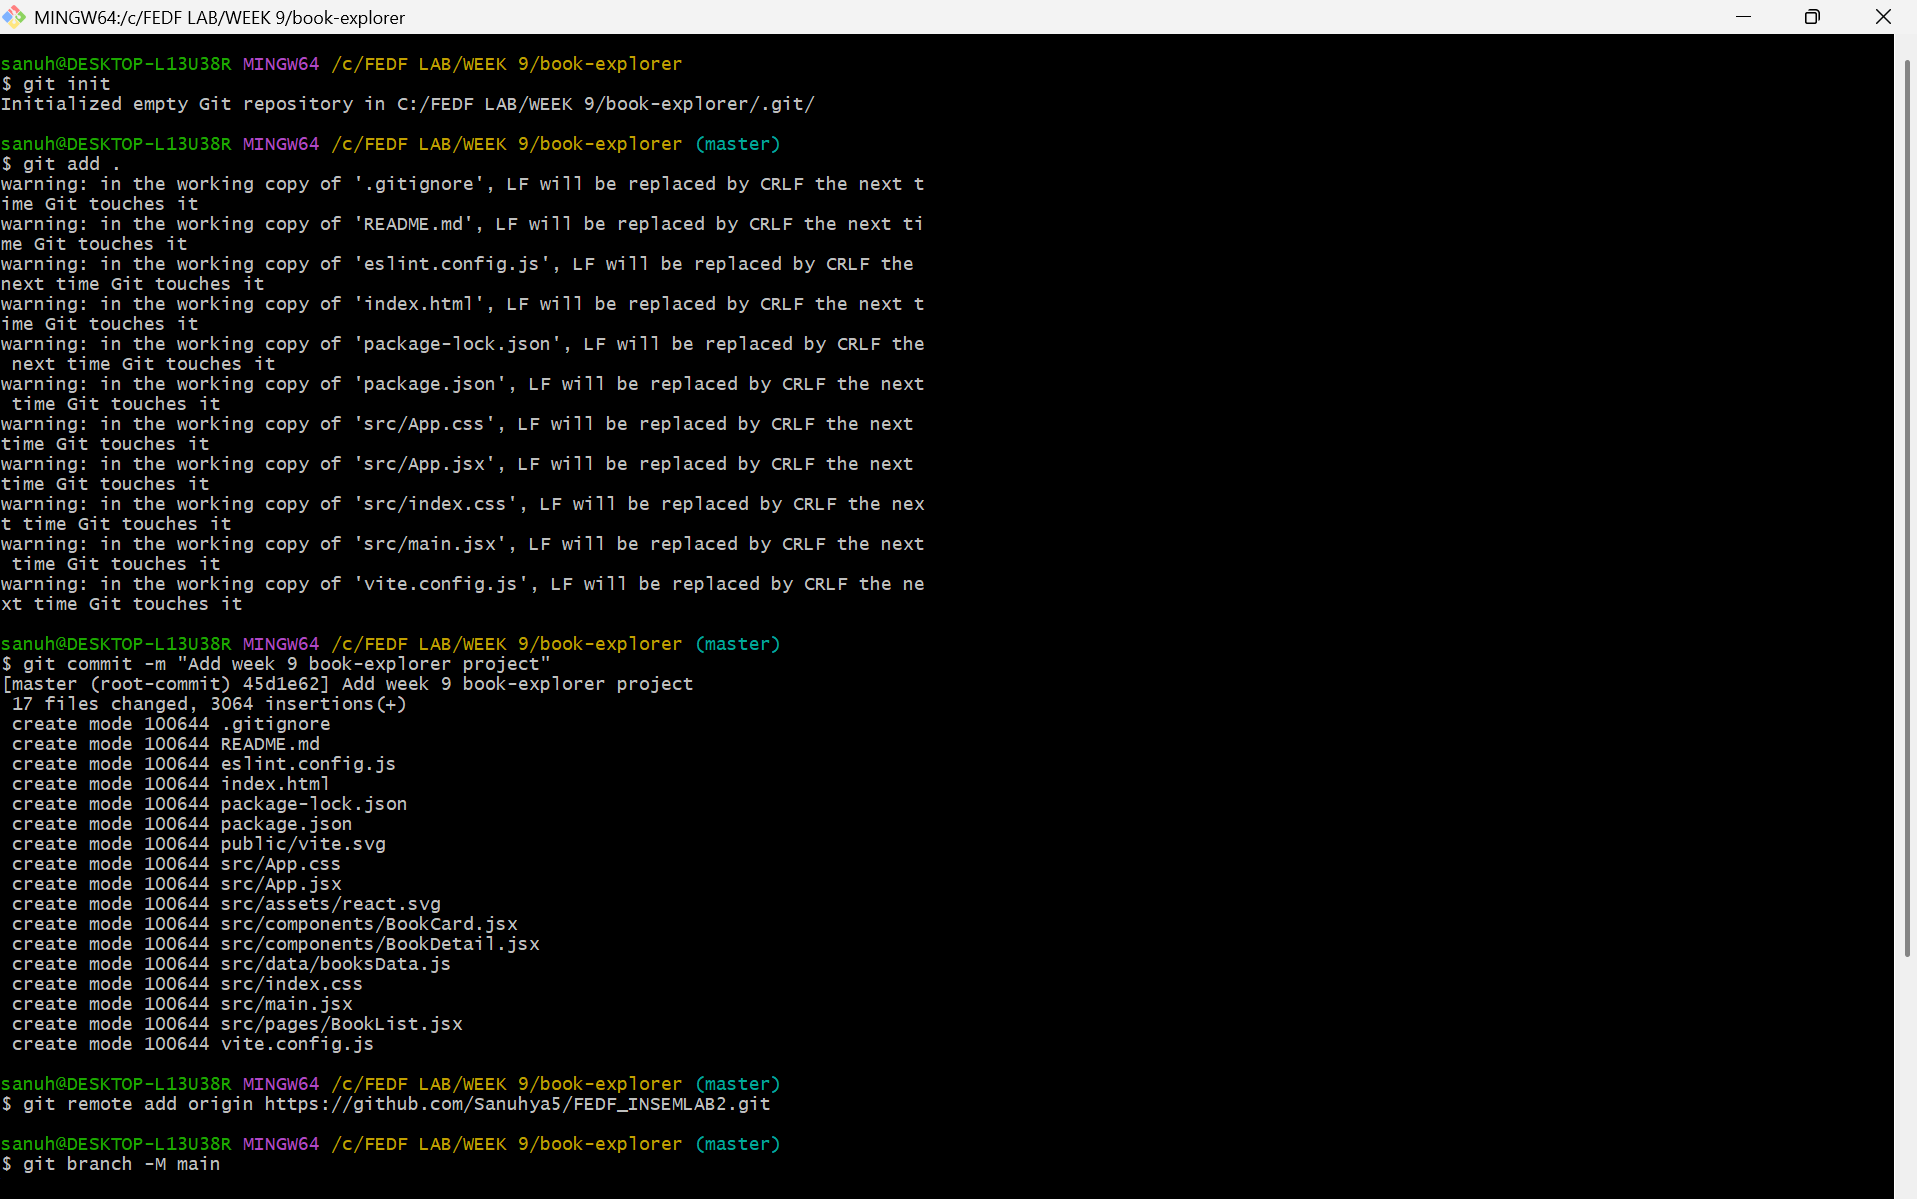 MINGW64:/c/FEDF LAB/WEEK 9/book-explorer
sanuh@DESKTOP-L13U38R MINGW64 /c/FEDF LAB/WEEK 9/book-explorer
$ git init
Initialized empty Git repository in C:/FEDF LAB/WEEK 9/book-explorer/.git/
sanuh@DESKTOP-L13U38R MINGW64 /c/FEDF LAB/WEEK 9/book-explorer (master)
$ git add .
warning: in the working copy of '.gitignore', LF will be replaced by CRLF the next t
ime Git touches it
warning: in the working copy of 'README.md', LF will be replaced by CRLF the next ti
me Git touches it
warning: in the working copy of 'eslint.config.js', LF will be replaced by CRLF the
next time Git touches it
warning: in the working copy of 'index.html', LF will be replaced by CRLF the next t
ime Git touches it
warning: in the working copy of 'package-lock.json', LF will be replaced by CRLF the
 next time Git touches it
warning: in the working copy of 'package.json', LF will be replaced by CRLF the next
 time Git touches it
warning: in the working copy of 'src/App.css', LF will be replaced by CRLF the next
time Git touches it
warning: in the working copy of 'src/App.jsx', LF will be replaced by CRLF the next
time Git touches it
warning: in the working copy of 'src/index.css', LF will be replaced by CRLF the nex
t time Git touches it
warning: in the working copy of 'src/main.jsx', LF will be replaced by CRLF the next
 time Git touches it
warning: in the working copy of 'vite.config.js', LF will be replaced by CRLF the ne
xt time Git touches it
sanuh@DESKTOP-L13U38R MINGW64 /c/FEDF LAB/WEEK 9/book-explorer (master)
$ git commit -m "Add week 9 book-explorer project"
[master (root-commit) 45d1e62] Add week 9 book-explorer project
 17 files changed, 3064 insertions(+)
 create mode 100644 .gitignore
 create mode 100644 README.md
 create mode 100644 eslint.config.js
 create mode 100644 index.html
 create mode 100644 package-lock.json
 create mode 100644 package.json
 create mode 100644 public/vite.svg
 create mode 100644 src/App.css
 create mode 100644 src/App.jsx
 create mode 100644 src/assets/react.svg
 create mode 100644 src/components/BookCard.jsx
 create mode 100644 src/components/BookDetail.jsx
 create mode 100644 src/data/booksData.js
 create mode 100644 src/index.css
 create mode 100644 src/main.jsx
 create mode 100644 src/pages/BookList.jsx
 create mode 100644 vite.config.js
sanuh@DESKTOP-L13U38R MINGW64 /c/FEDF LAB/WEEK 9/book-explorer (master)
$ git remote add origin https://github.com/Sanuhya5/FEDF_INSEMLAB2.git
sanuh@DESKTOP-L13U38R MINGW64 /c/FEDF LAB/WEEK 9/book-explorer (master)
$ git branch -M main